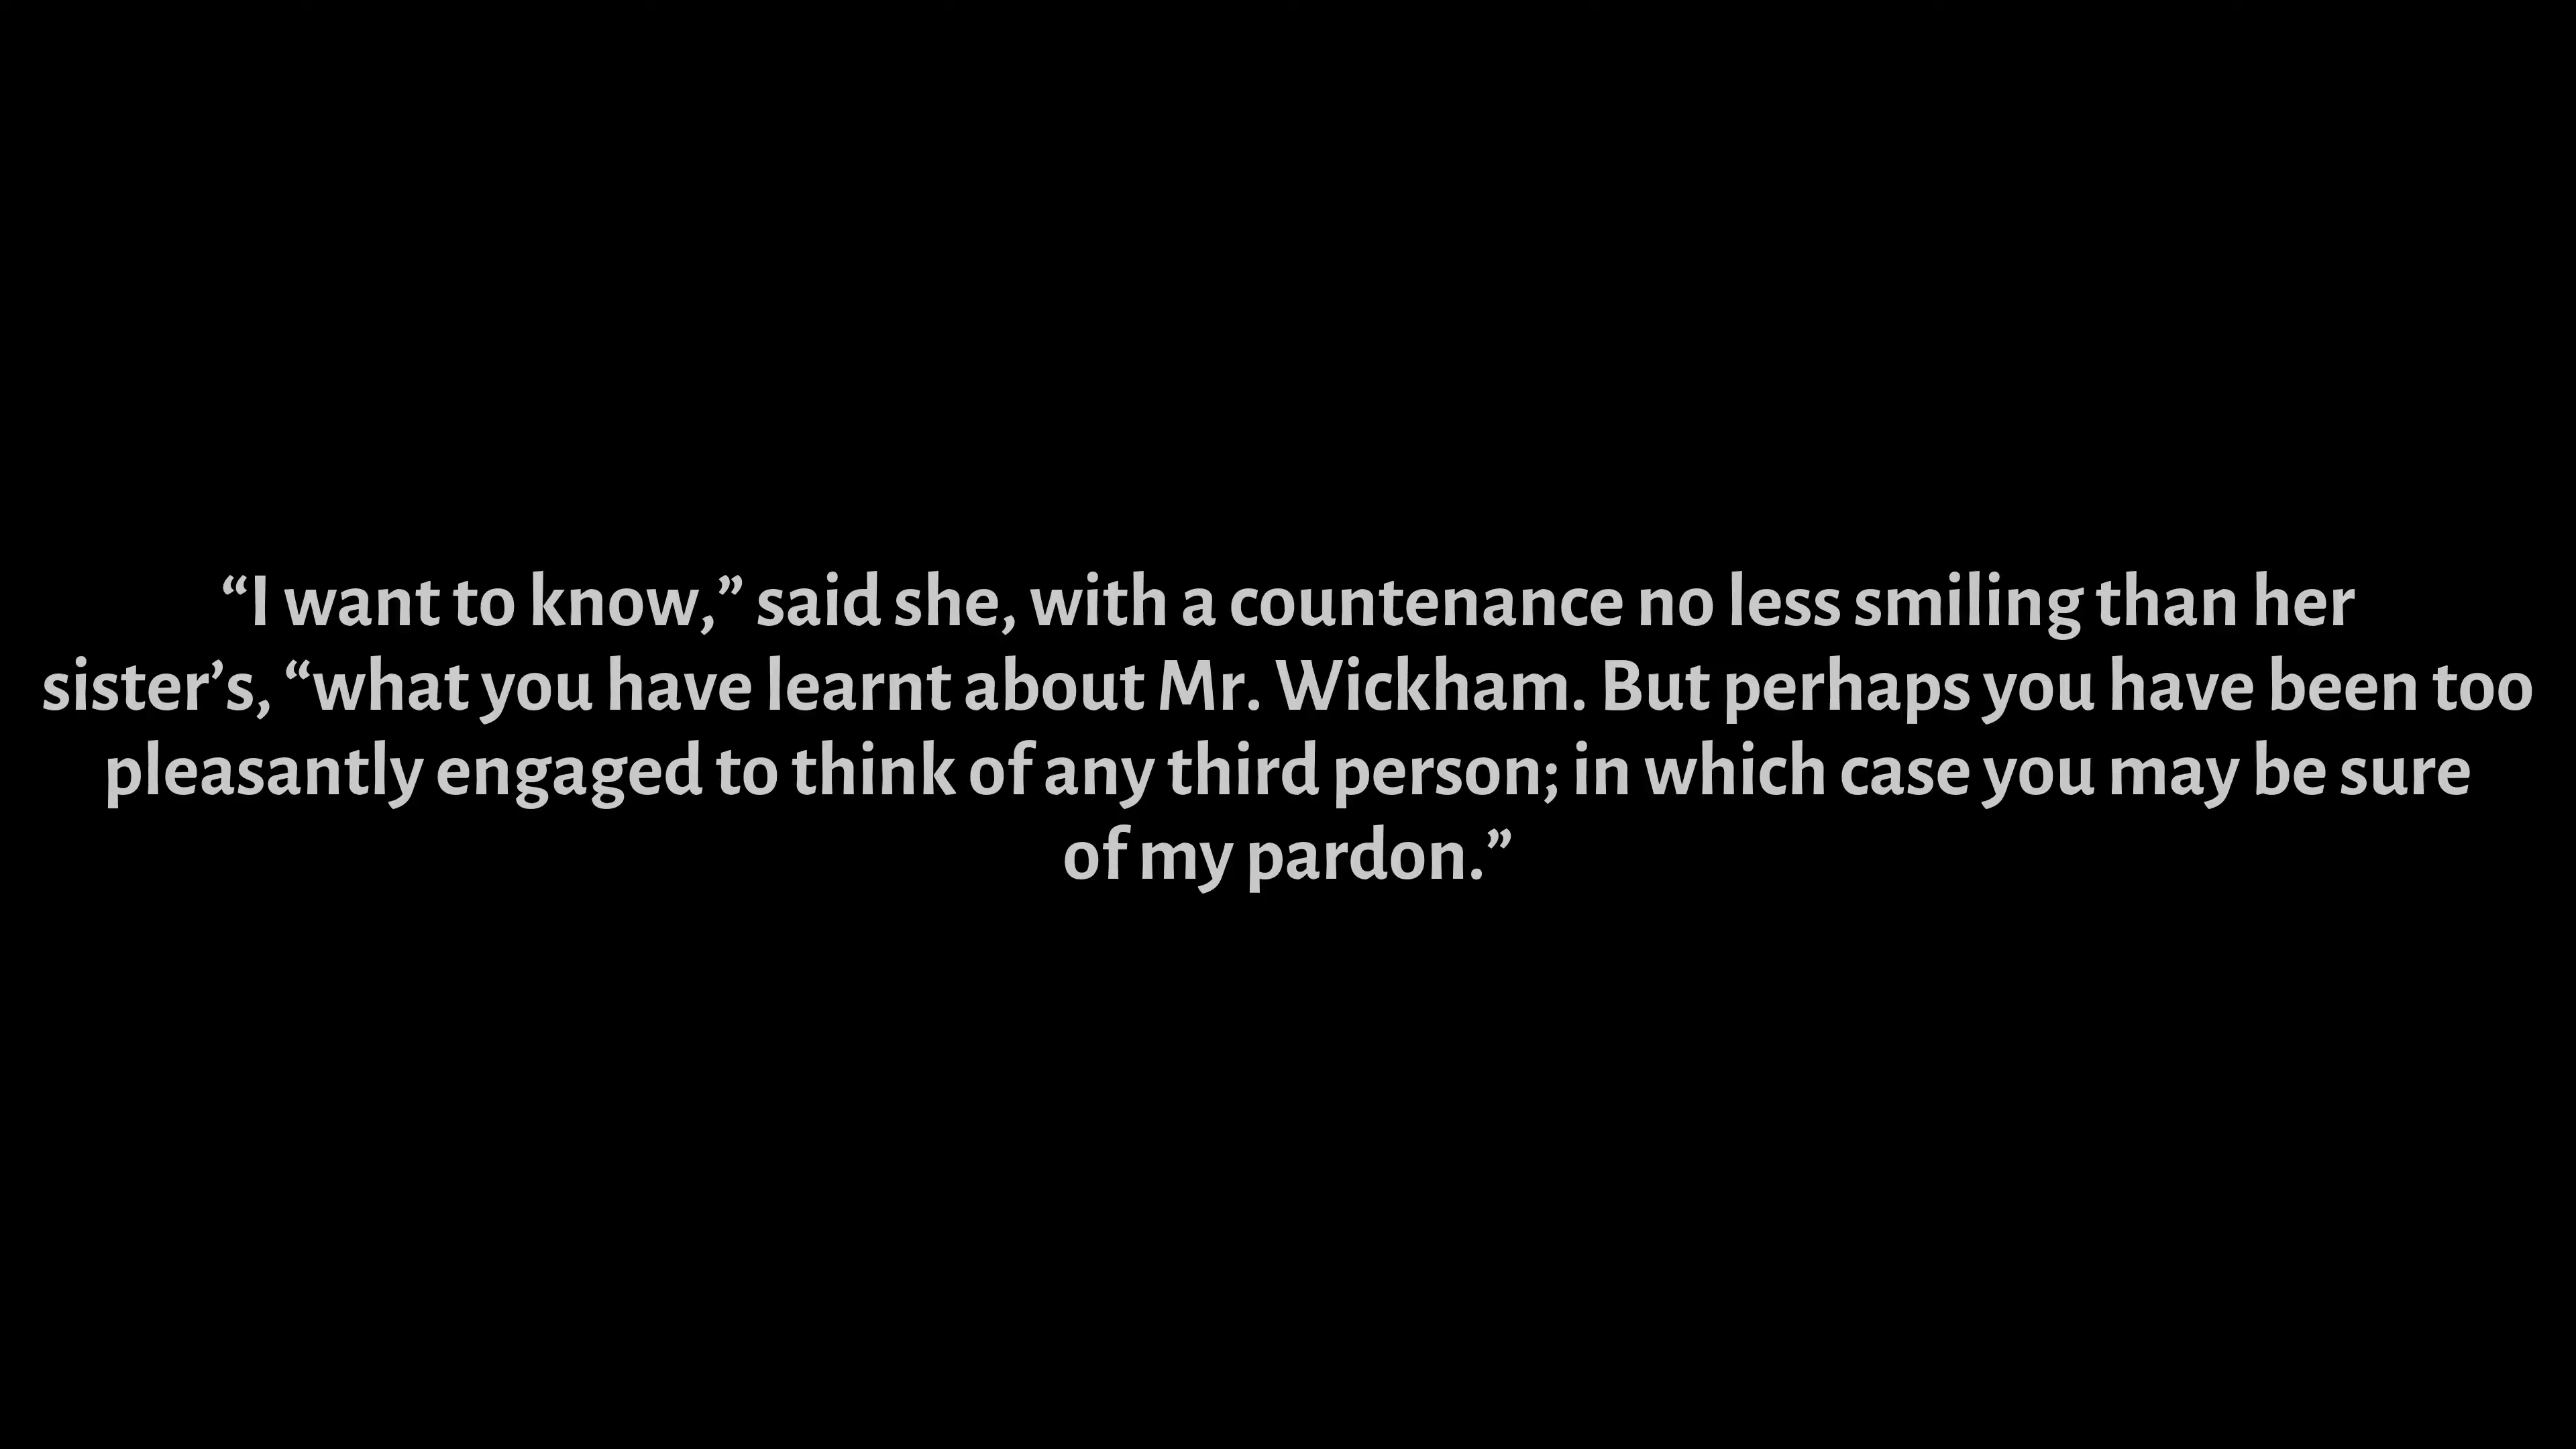 “I want to know,” said she, with a countenance no less smiling than her
sister’s, “what you have learnt about Mr. Wickham. But perhaps you have been too
pleasantly engaged to think of any third person; in which case you may be sure
of my pardon.”